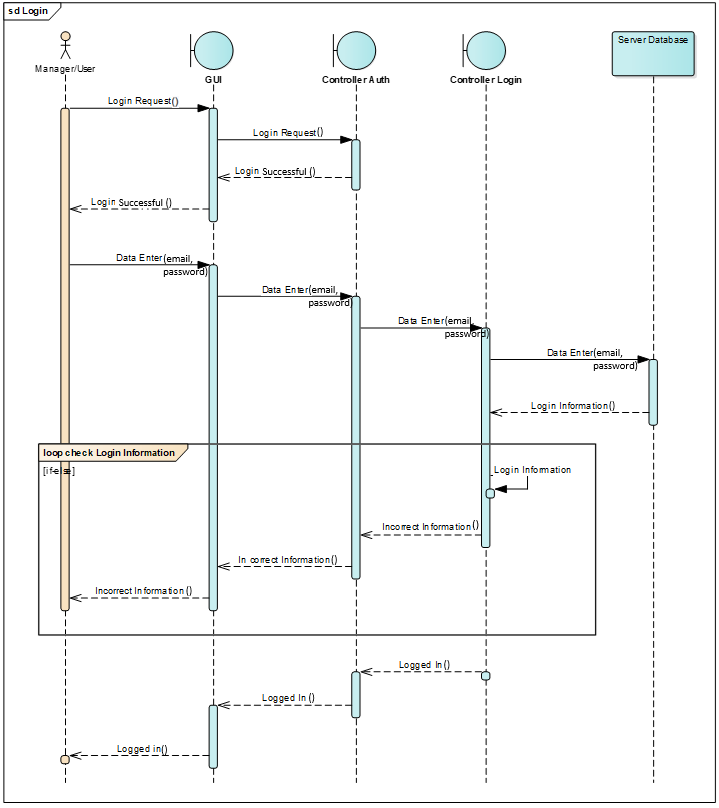 sd Login
Manager/User
GUI
Controller Auth
Controller Login
Server Database
Login Request()
Login Request()
Login Successful ()
Login Successful ()
Data Enter(email,
password)
Data Enter(email,
password)
Data Enter(email,
password)
Data Enter(email,
password)
Login Information()
loop check Login Information
[if-else]
Login Information
Incorrect Information()
In correct Information()
Incorrect Information()
Logged In()
Logged In ()
Logged in()